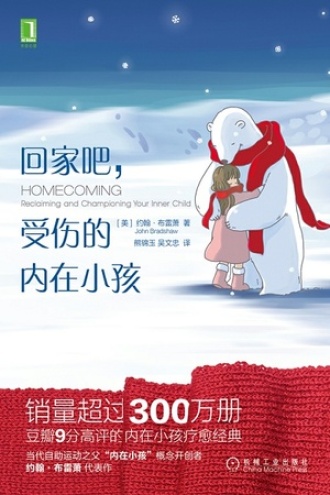 回家吧，
HOMECOMING
Reclaiming and Championing Your Inner Child
受伤的
[美] 约翰·布雷萧 著
John Bradshaw
熊锦玉 吴文忠 译
内在小孩
销量超过300万册
豆瓣9分高评的内在小孩疗愈经典
当代自助运动之父“内在小孩”概念开创者
约翰·布雷萧 代表作
机械工业出版社
China Machine Press